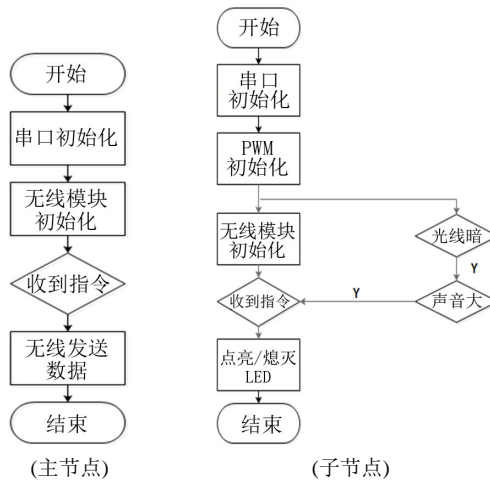 开始
串口初始化
无线模块
初始化
收到指令
无线发送
数据
结束
(主节点)
开始
串口
初始化
PWM
初始化
无线模块
初始化
光线暗
Y
收到指令
Y
声音大
点亮/熄灭
LED
结束
(子节点)